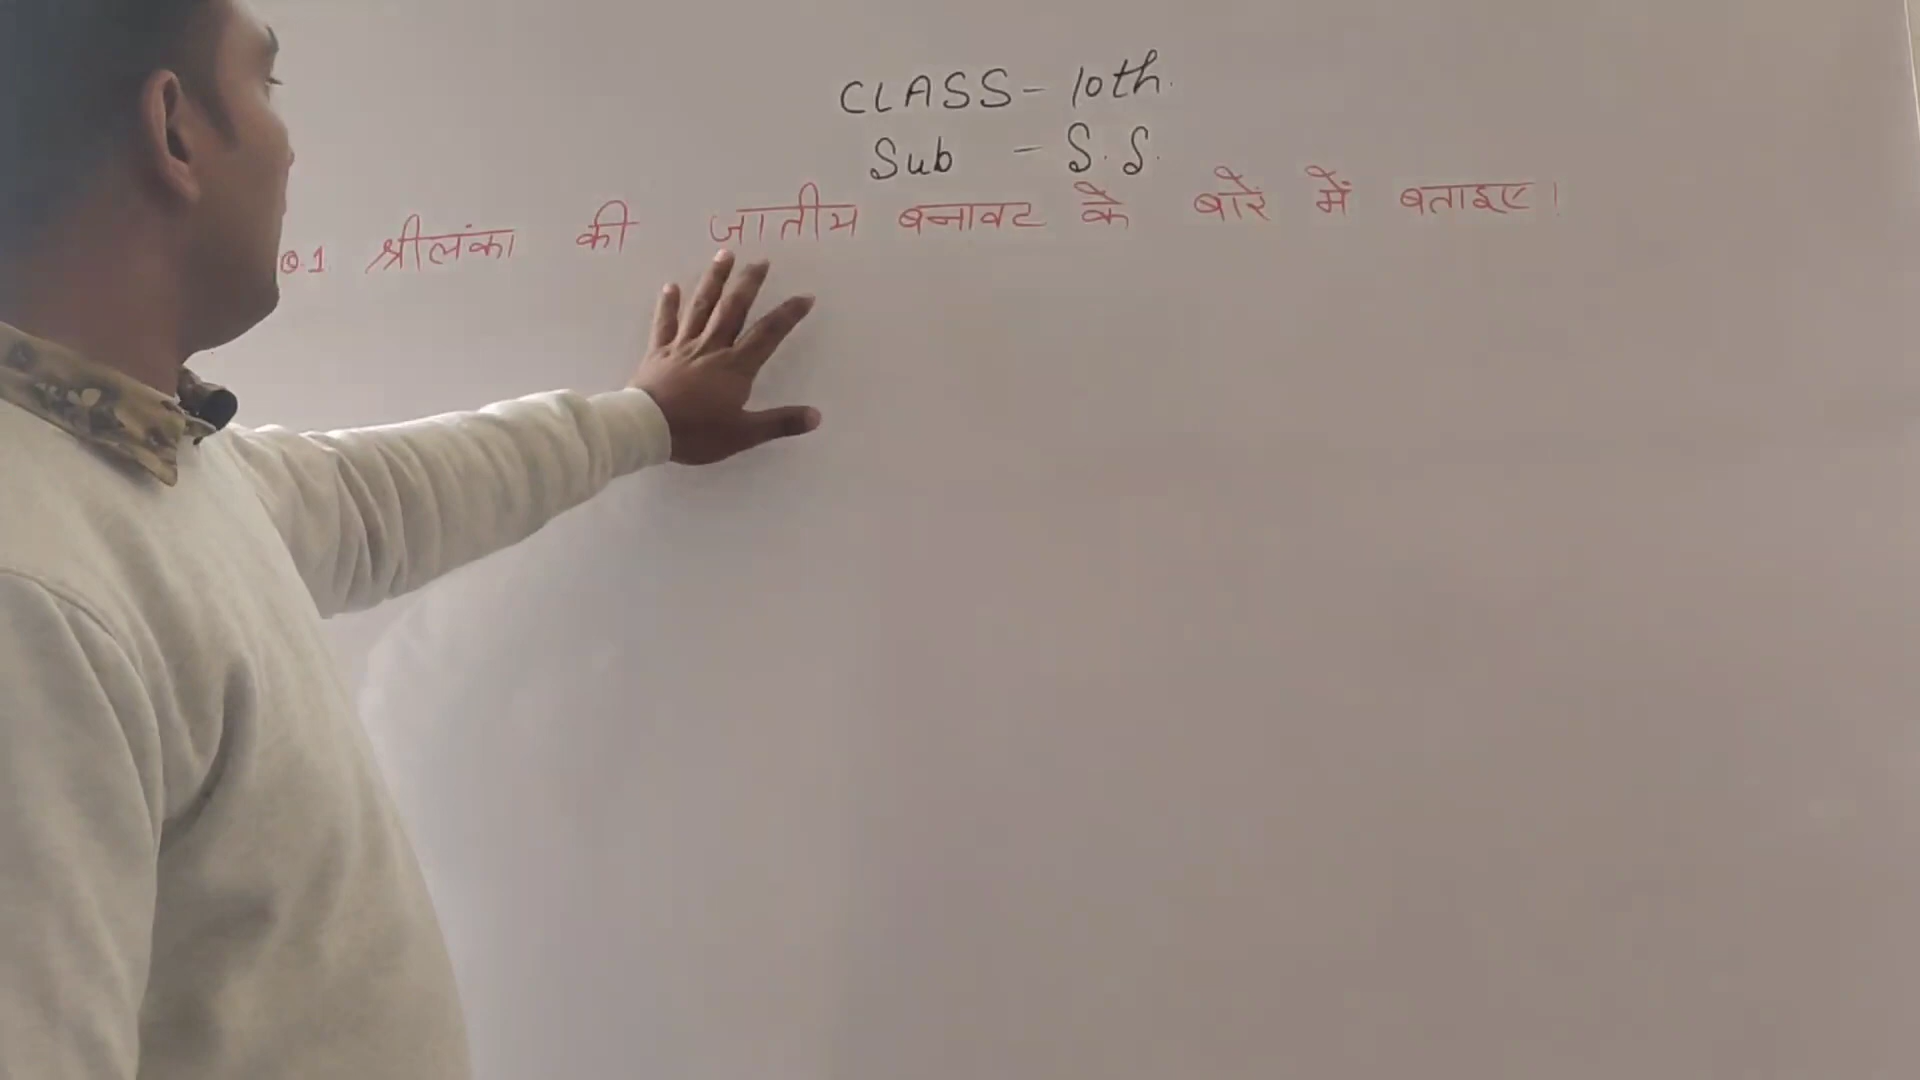 CLASS - 10th.
Sub - S.S.
Q.1 श्रीलंका की जातीय बनावट के बारे में बताइए।